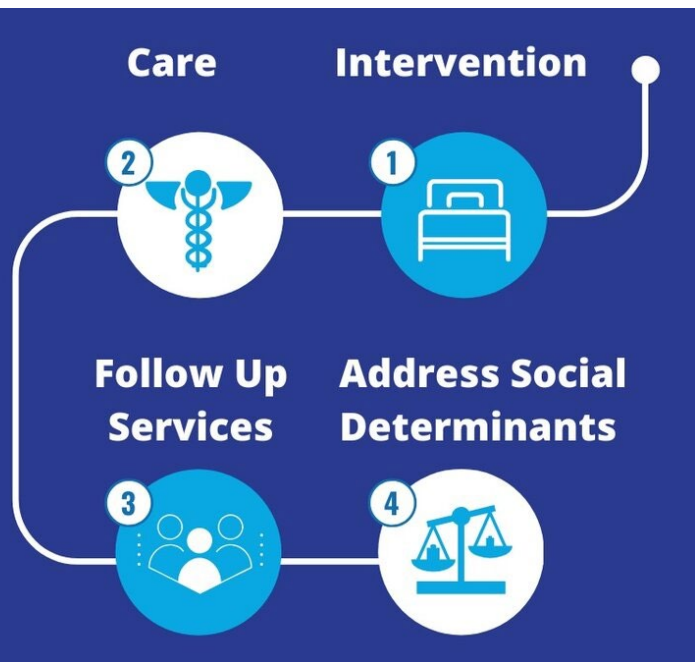 Care
Intervention
2
1
Follow Up
Services
Address Social
Determinants
3
4